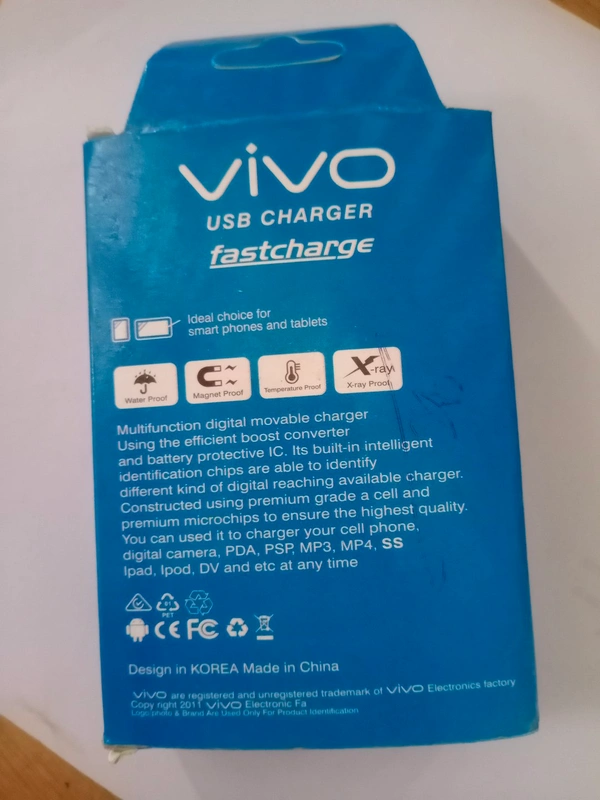 vivo
USB CHARGER
fastcharge
Ideal choice for
smart phones and tablets
Water Proof
Magnet Proof
Temperature Proof
X-ray
X-ray Proof
Multifunction digital movable charger
Using the efficient boost converter
and battery protective IC. Its built-in intelligent
identification chips are able to identify
different kind of digital reaching available charger.
Constructed using premium grade a cell and
premium microchips to ensure the highest quality.
You can used it to charger your cell phone,
digital camera, PDA, PSP, MP3, MP4, SS
Ipad, Ipod, DV and etc at any time
PET
CE FC
Design in KOREA Made in China
vivo are registered and unregistered trademark of vivo Electronics factory
Copy right 2011 vivo Electronic Fa
Logo,photo & Brand Are Used Only For Product Identification